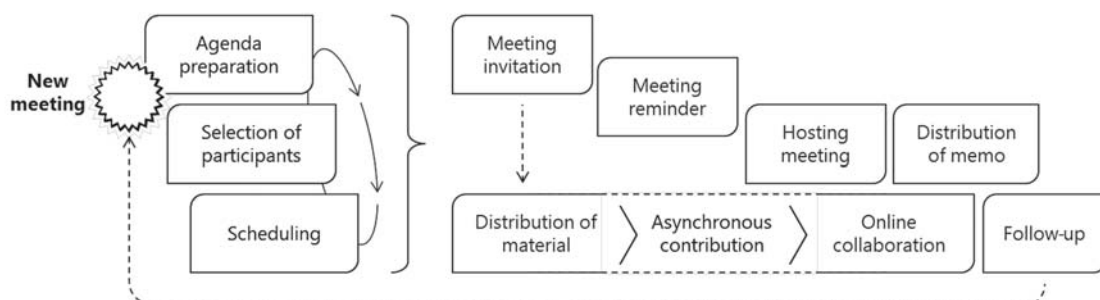 New
meeting
Agenda
preparation
Selection of
participants
Scheduling
Meeting
invitation
Meeting
reminder
Hosting
meeting
Distribution
of memo
Distribution of
material
Asynchronous
contribution
Online
collaboration
Follow-up